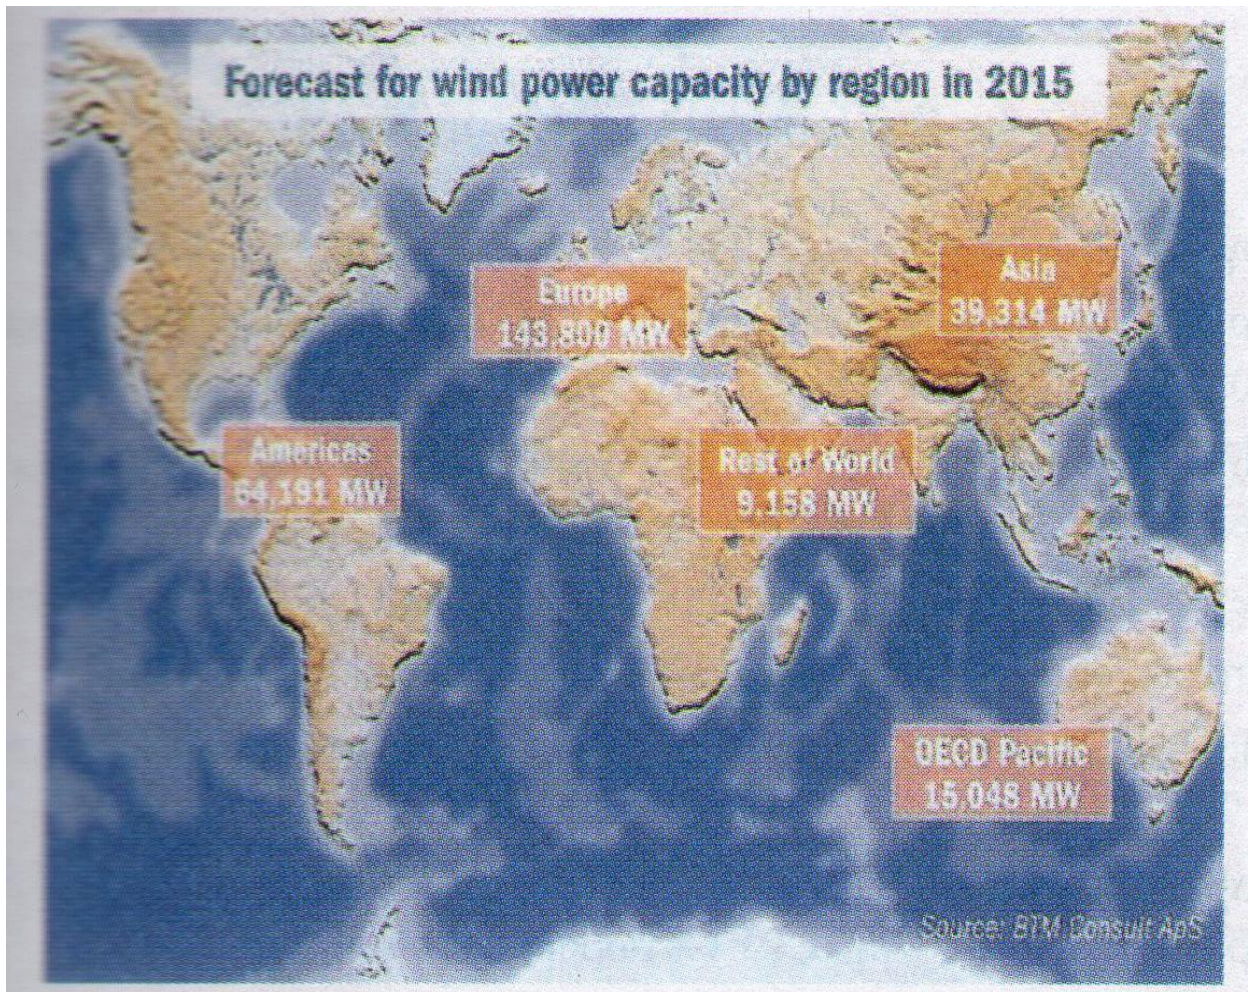 Forecast for wind power capacity by region in 2015
Asia
39,314 MW
Europe
143,800 MW
Americas
64,191 MW
Rest of World
9,158 MW
OECD Pacific
15,048 MW
Source: BTM Consult ApS